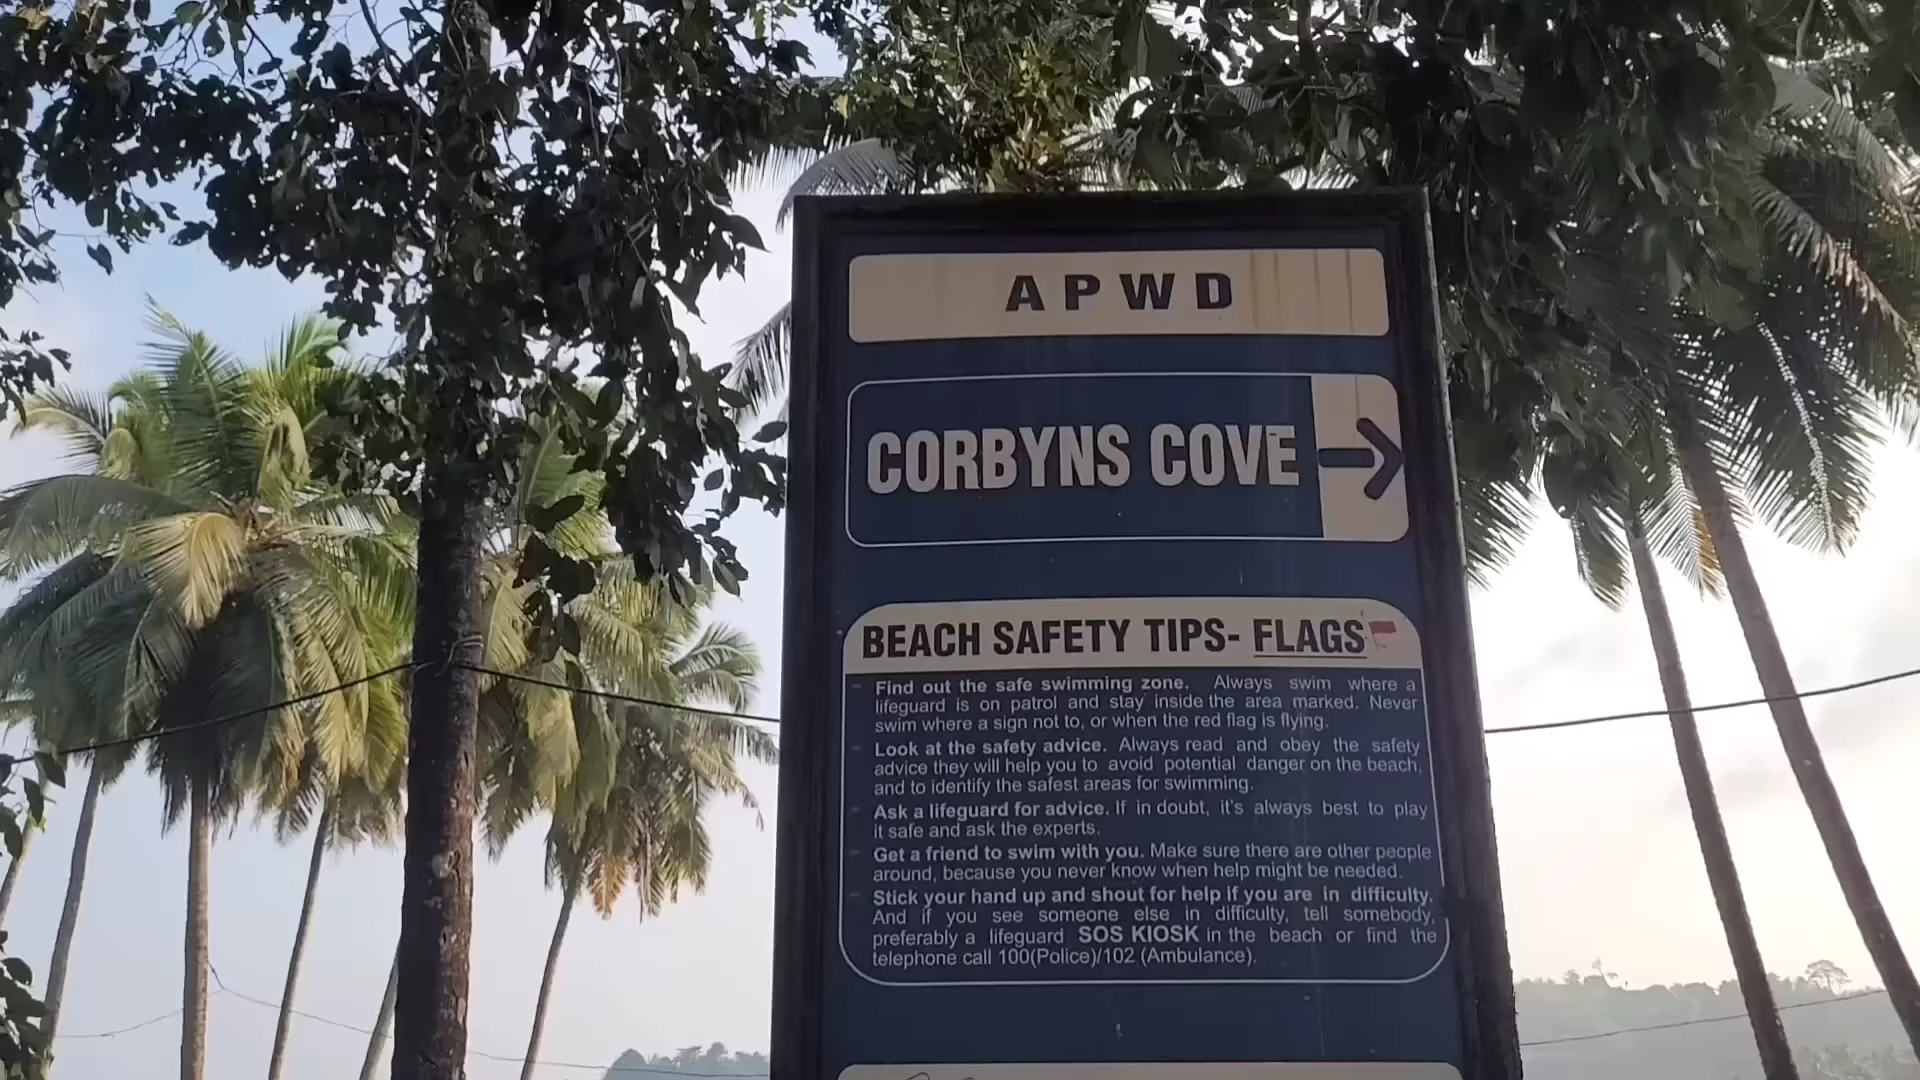 APWD
CORBYNS COVE
BEACH SAFETY TIPS- FLAGS
- Find out the safe swimming zone. Always swim where a
lifeguard is on patrol and stay inside the area marked. Never
swim where a sign not to, or when the red flag is flying.
- Look at the safety advice. Always read and obey the safety
advice they will help you to avoid potential danger on the beach,
and to identify the safest areas for swimming.
- Ask a lifeguard for advice. If in doubt, it's always best to play
it safe and ask the experts.
- Get a friend to swim with you. Make sure there are other people
around, because you never know when help might be needed.
- Stick your hand up and shout for help if you are in difficulty,
And if you see someone else in difficulty, tell somebody,
preferably a lifeguard SOS KIOSK in the beach or find the
telephone call 100(Police)/102 (Ambulance).